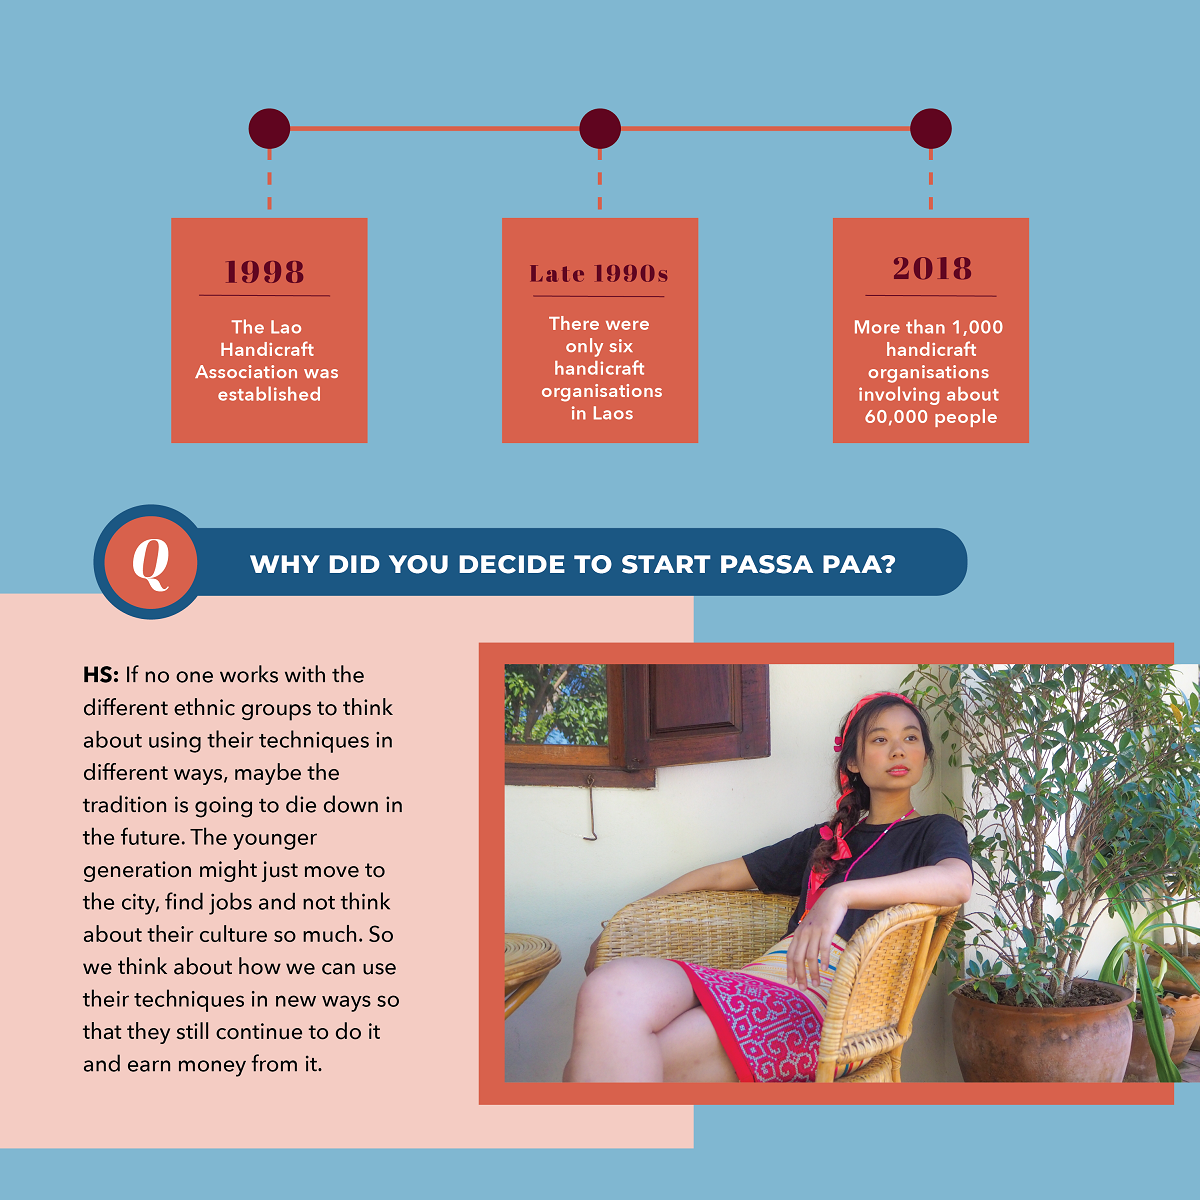 1998
The Lao
Handicraft
Association was
established
Late 1990s
There were
only six
handicraft
organisations
in Laos
2018
More than 1,000
handicraft
organisations
involving about
60,000 people
Q
WHY DID YOU DECIDE TO START PASSA PAA?
HS: If no one works with the
different ethnic groups to think
about using their techniques in
different ways, maybe the
tradition is going to die down in
the future. The younger
generation might just move to
the city, find jobs and not think
about their culture so much. So
we think about how we can use
their techniques in new ways so
that they still continue to do it
and earn money from it.